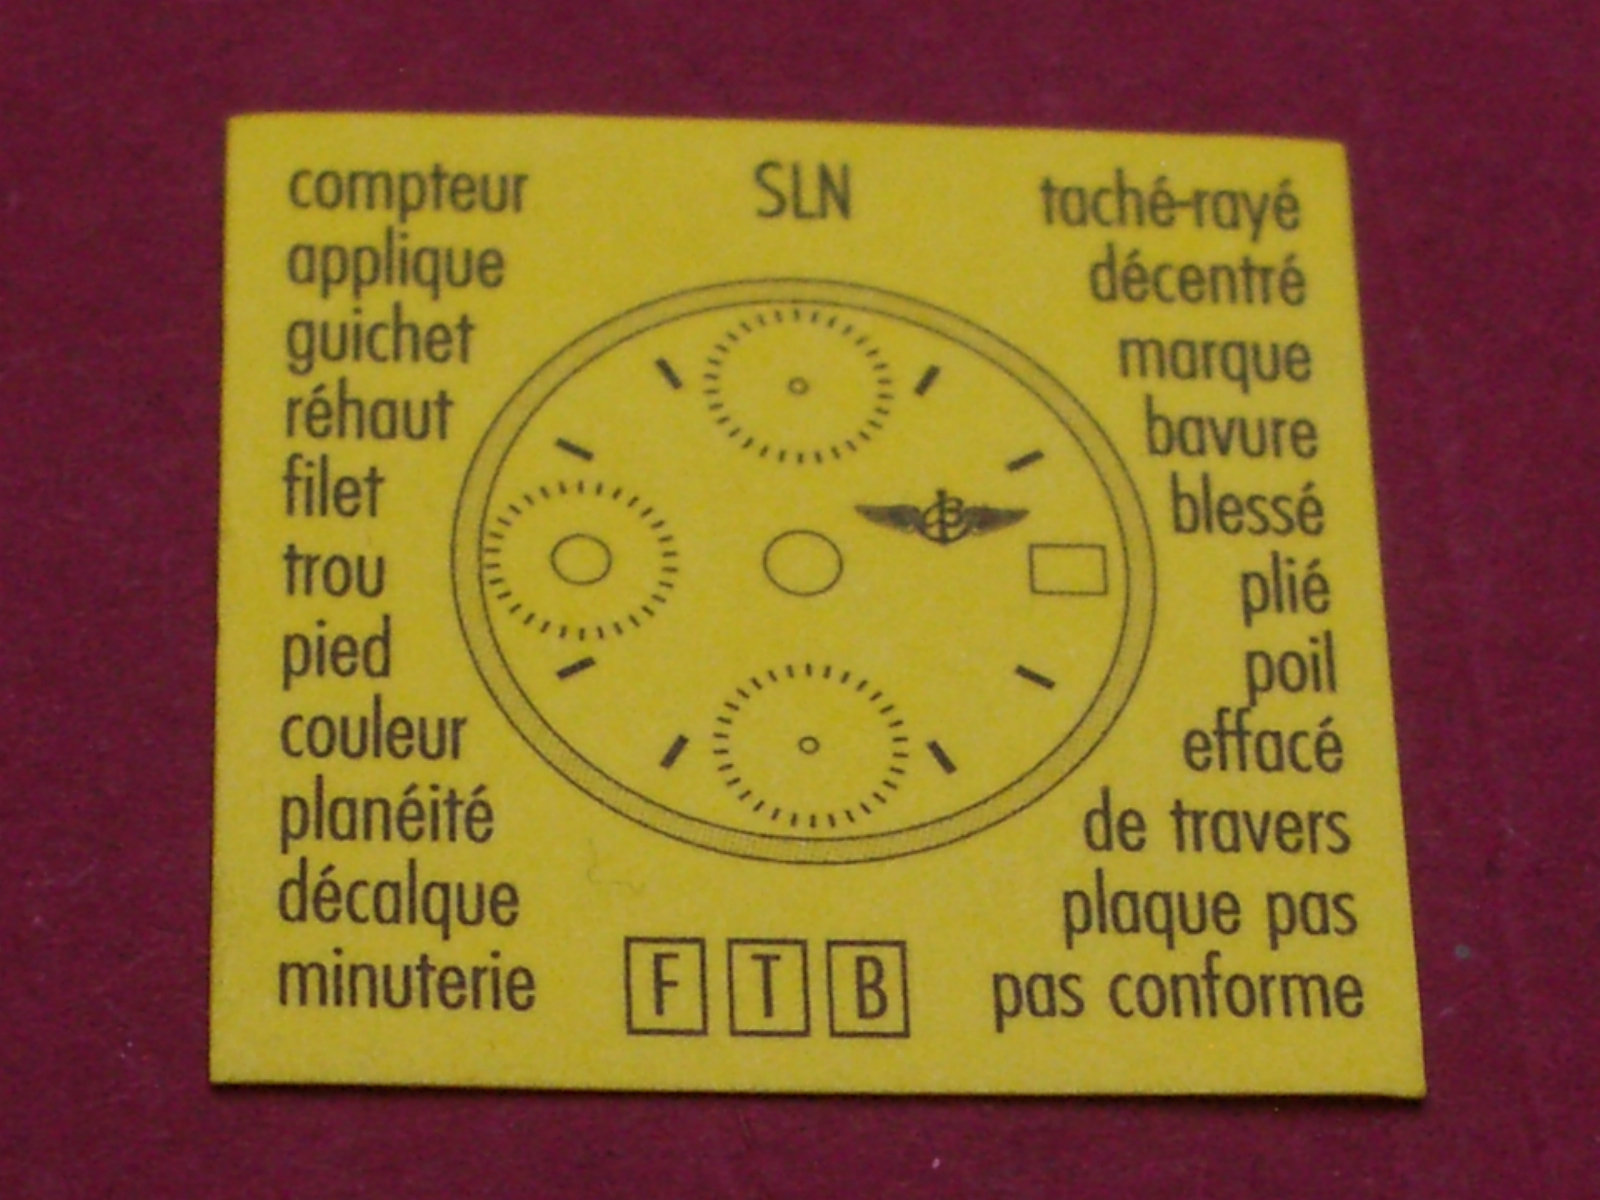 SLN
compteur
applique
guichet
réhaut
filet
trou
pied
couleur
planéité
décalque
minuterie
taché-rayé
décentré
marque
bavure
blessé
plié
poil
effacé
de travers
plaque pas
pas conforme
B
F T B